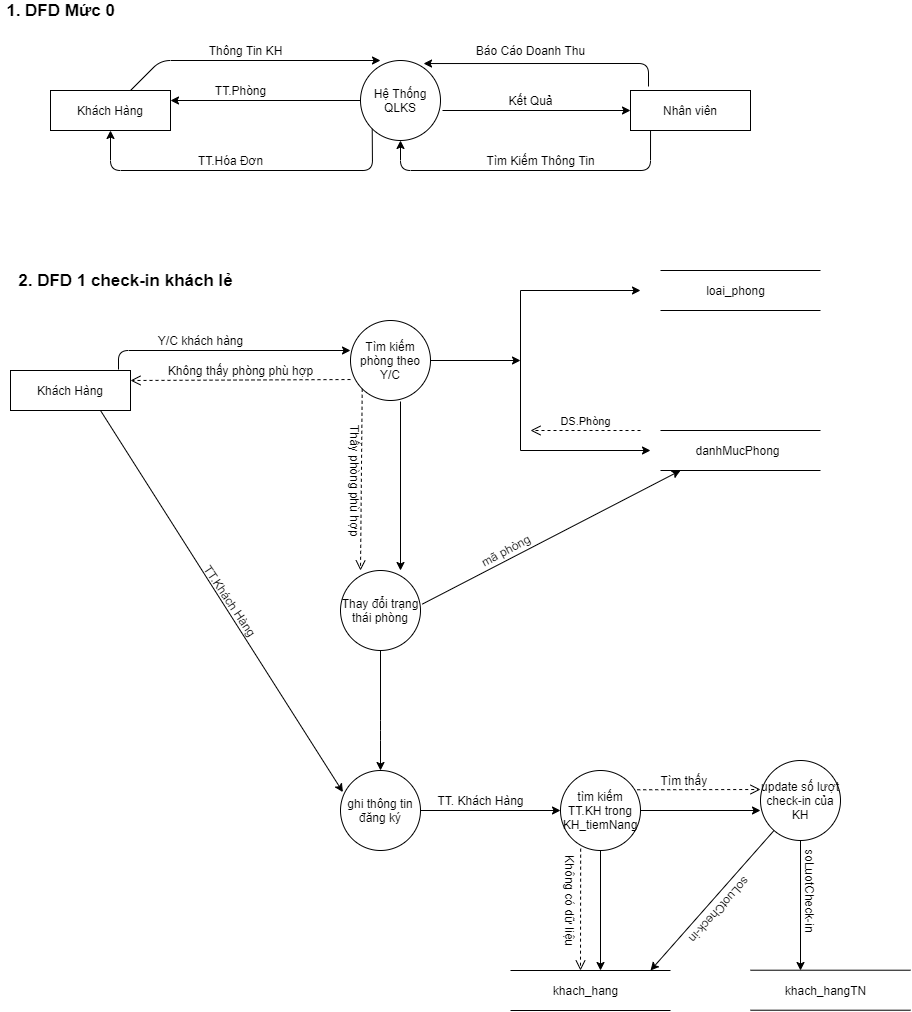 1. DFD Mức 0
Thông Tin KH
Báo Cáo Doanh Thu
Khách Hàng
TT.Phòng
Hệ Thống
QLKS
Kết Quả
Nhân viên
TT.Hóa Đơn
Tìm Kiếm Thông Tin
2. DFD 1 check-in khách lẻ
loai_phong
Y/C khách hàng
Tìm kiếm
phòng theo
Y/C
Không thấy phòng phù hợp
Khách Hàng
DS.Phòng
danhMucPhong
Thấy phòng phù hợp
mã phòng
TT.Khách Hàng
Thay đổi trạng
thái phòng
ghi thông tin
đăng ký
TT. Khách Hàng
tìm kiếm
TT.KH trong
KH_tiemNang
Tìm thấy
update số lượt
check-in của
KH
Không có dữ liệu
soLuotCheck-in
soLuotCheck-in
khach_hang
khach_hangTN